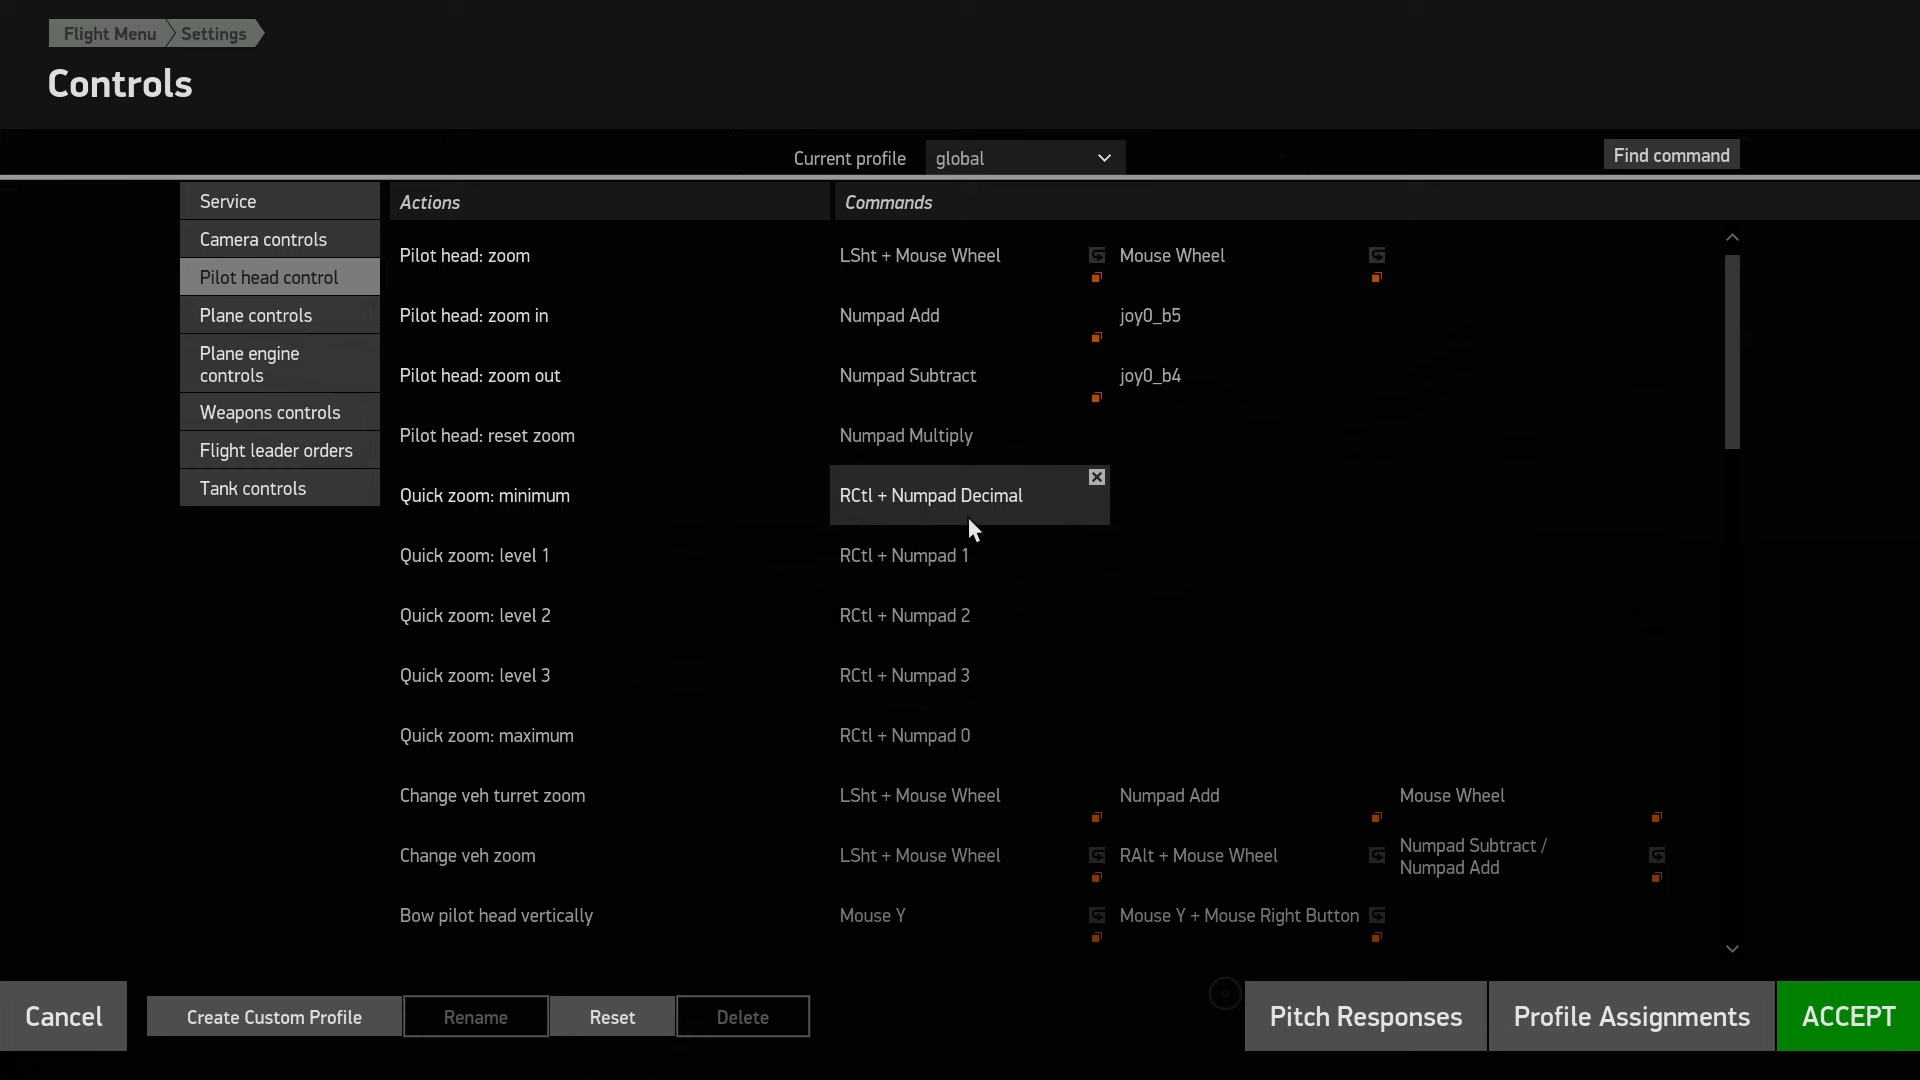 Flight Menu
Settings
Controls
Current profile
global
Find command
Service
Camera controls
Pilot head control
Plane controls
Plane engine
controls
Weapons controls
Flight leader orders
Tank controls
Actions
Commands
Pilot head: zoom
LSht + Mouse Wheel
Mouse Wheel
Pilot head: zoom in
Numpad Add
joy0_b5
Pilot head: zoom out
Numpad Subtract
joy0_b4
Pilot head: reset zoom
Numpad Multiply
Quick zoom: minimum
RCtl + Numpad Decimal
Quick zoom: level 1
RCtl + Numpad 1
Quick zoom: level 2
RCtl + Numpad 2
Quick zoom: level 3
RCtl + Numpad 3
Quick zoom: maximum
RCtl + Numpad 0
Change veh turret zoom
LSht + Mouse Wheel
Numpad Add
Mouse Wheel
Change veh zoom
LSht + Mouse Wheel
RAlt + Mouse Wheel
Numpad Subtract /
Numpad Add
Bow pilot head vertically
Mouse Y
Mouse Y + Mouse Right Button
Cancel
Create Custom Profile
Rename
Reset
Delete
Pitch Responses
Profile Assignments
ACCEPT